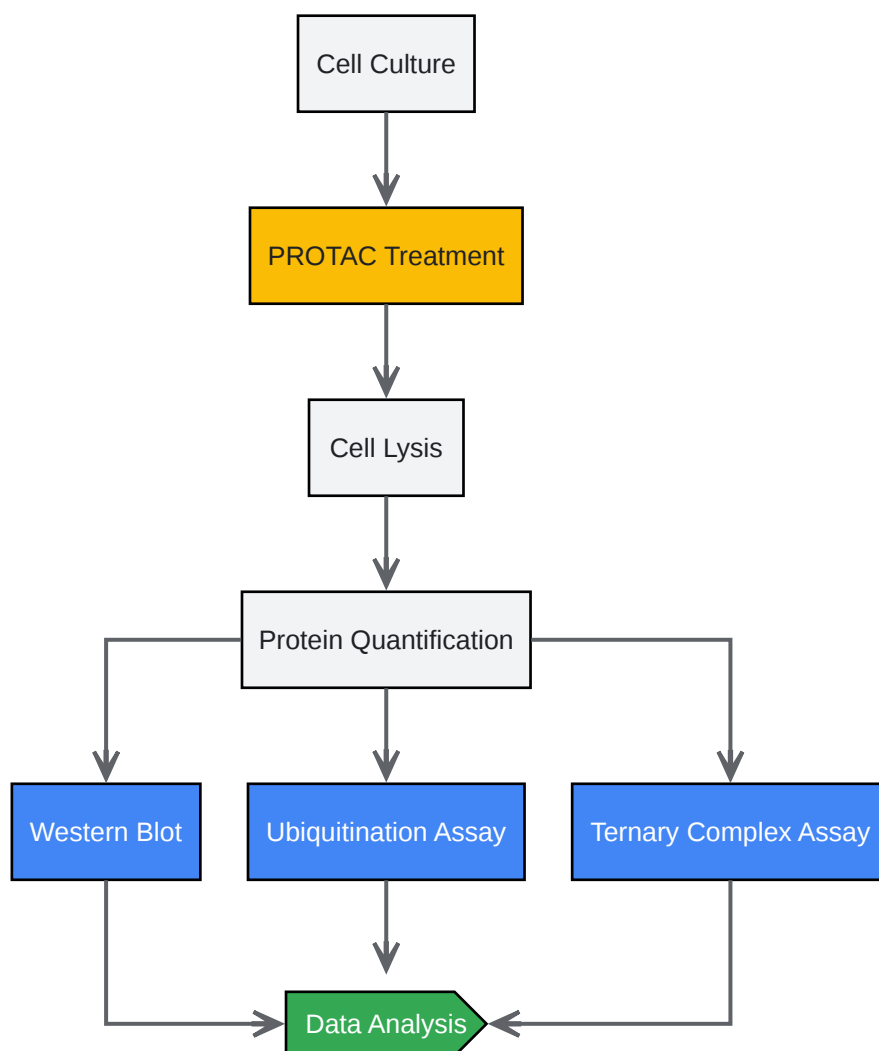 Cell Culture
PROTAC Treatment
Cell Lysis
Protein Quantification
Western Blot
Ubiquitination Assay
Ternary Complex Assay
Data Analysis